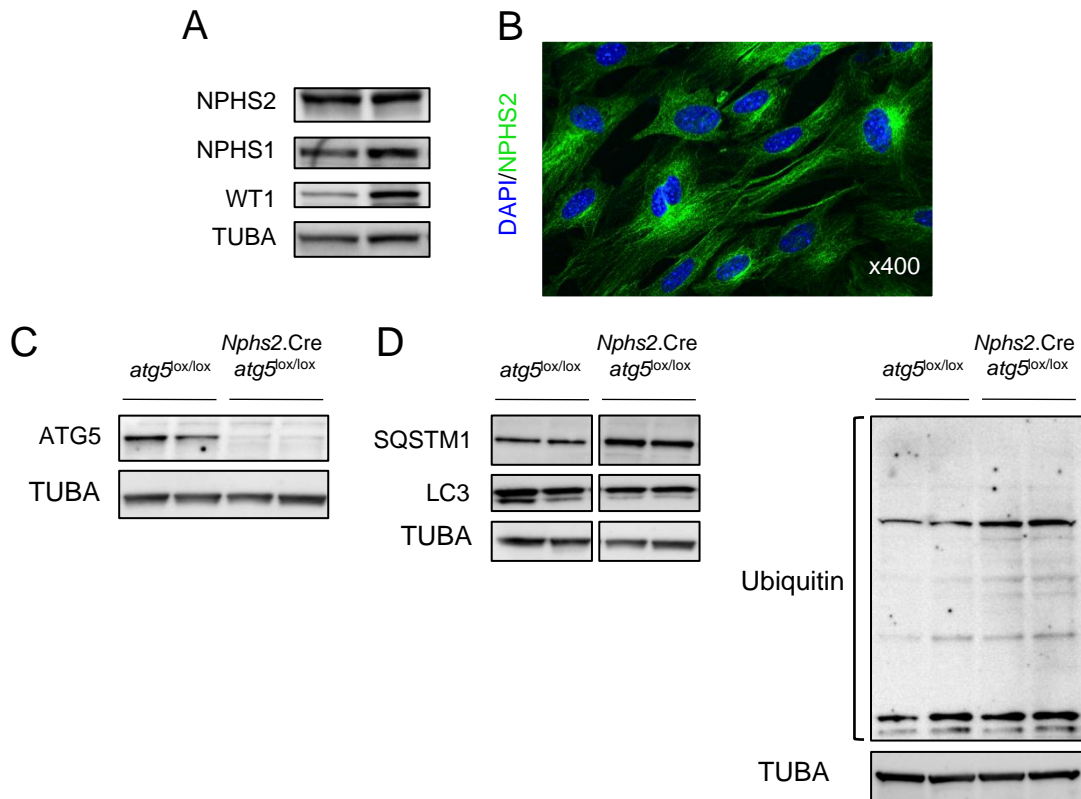 A
NPHS2
NPHS1
WT1
TUBA
B
DAPI/NPHS2
x400
C
atg5lox/lox
Nphs2.Cre
atg5lox/lox
ATG5
TUBA
D
atg5lox/lox
Nphs2.Cre
atg5lox/lox
SQSTM1
LC3
TUBA
atg5lox/lox
Nphs2.Cre
atg5lox/lox
Ubiquitin
TUBA